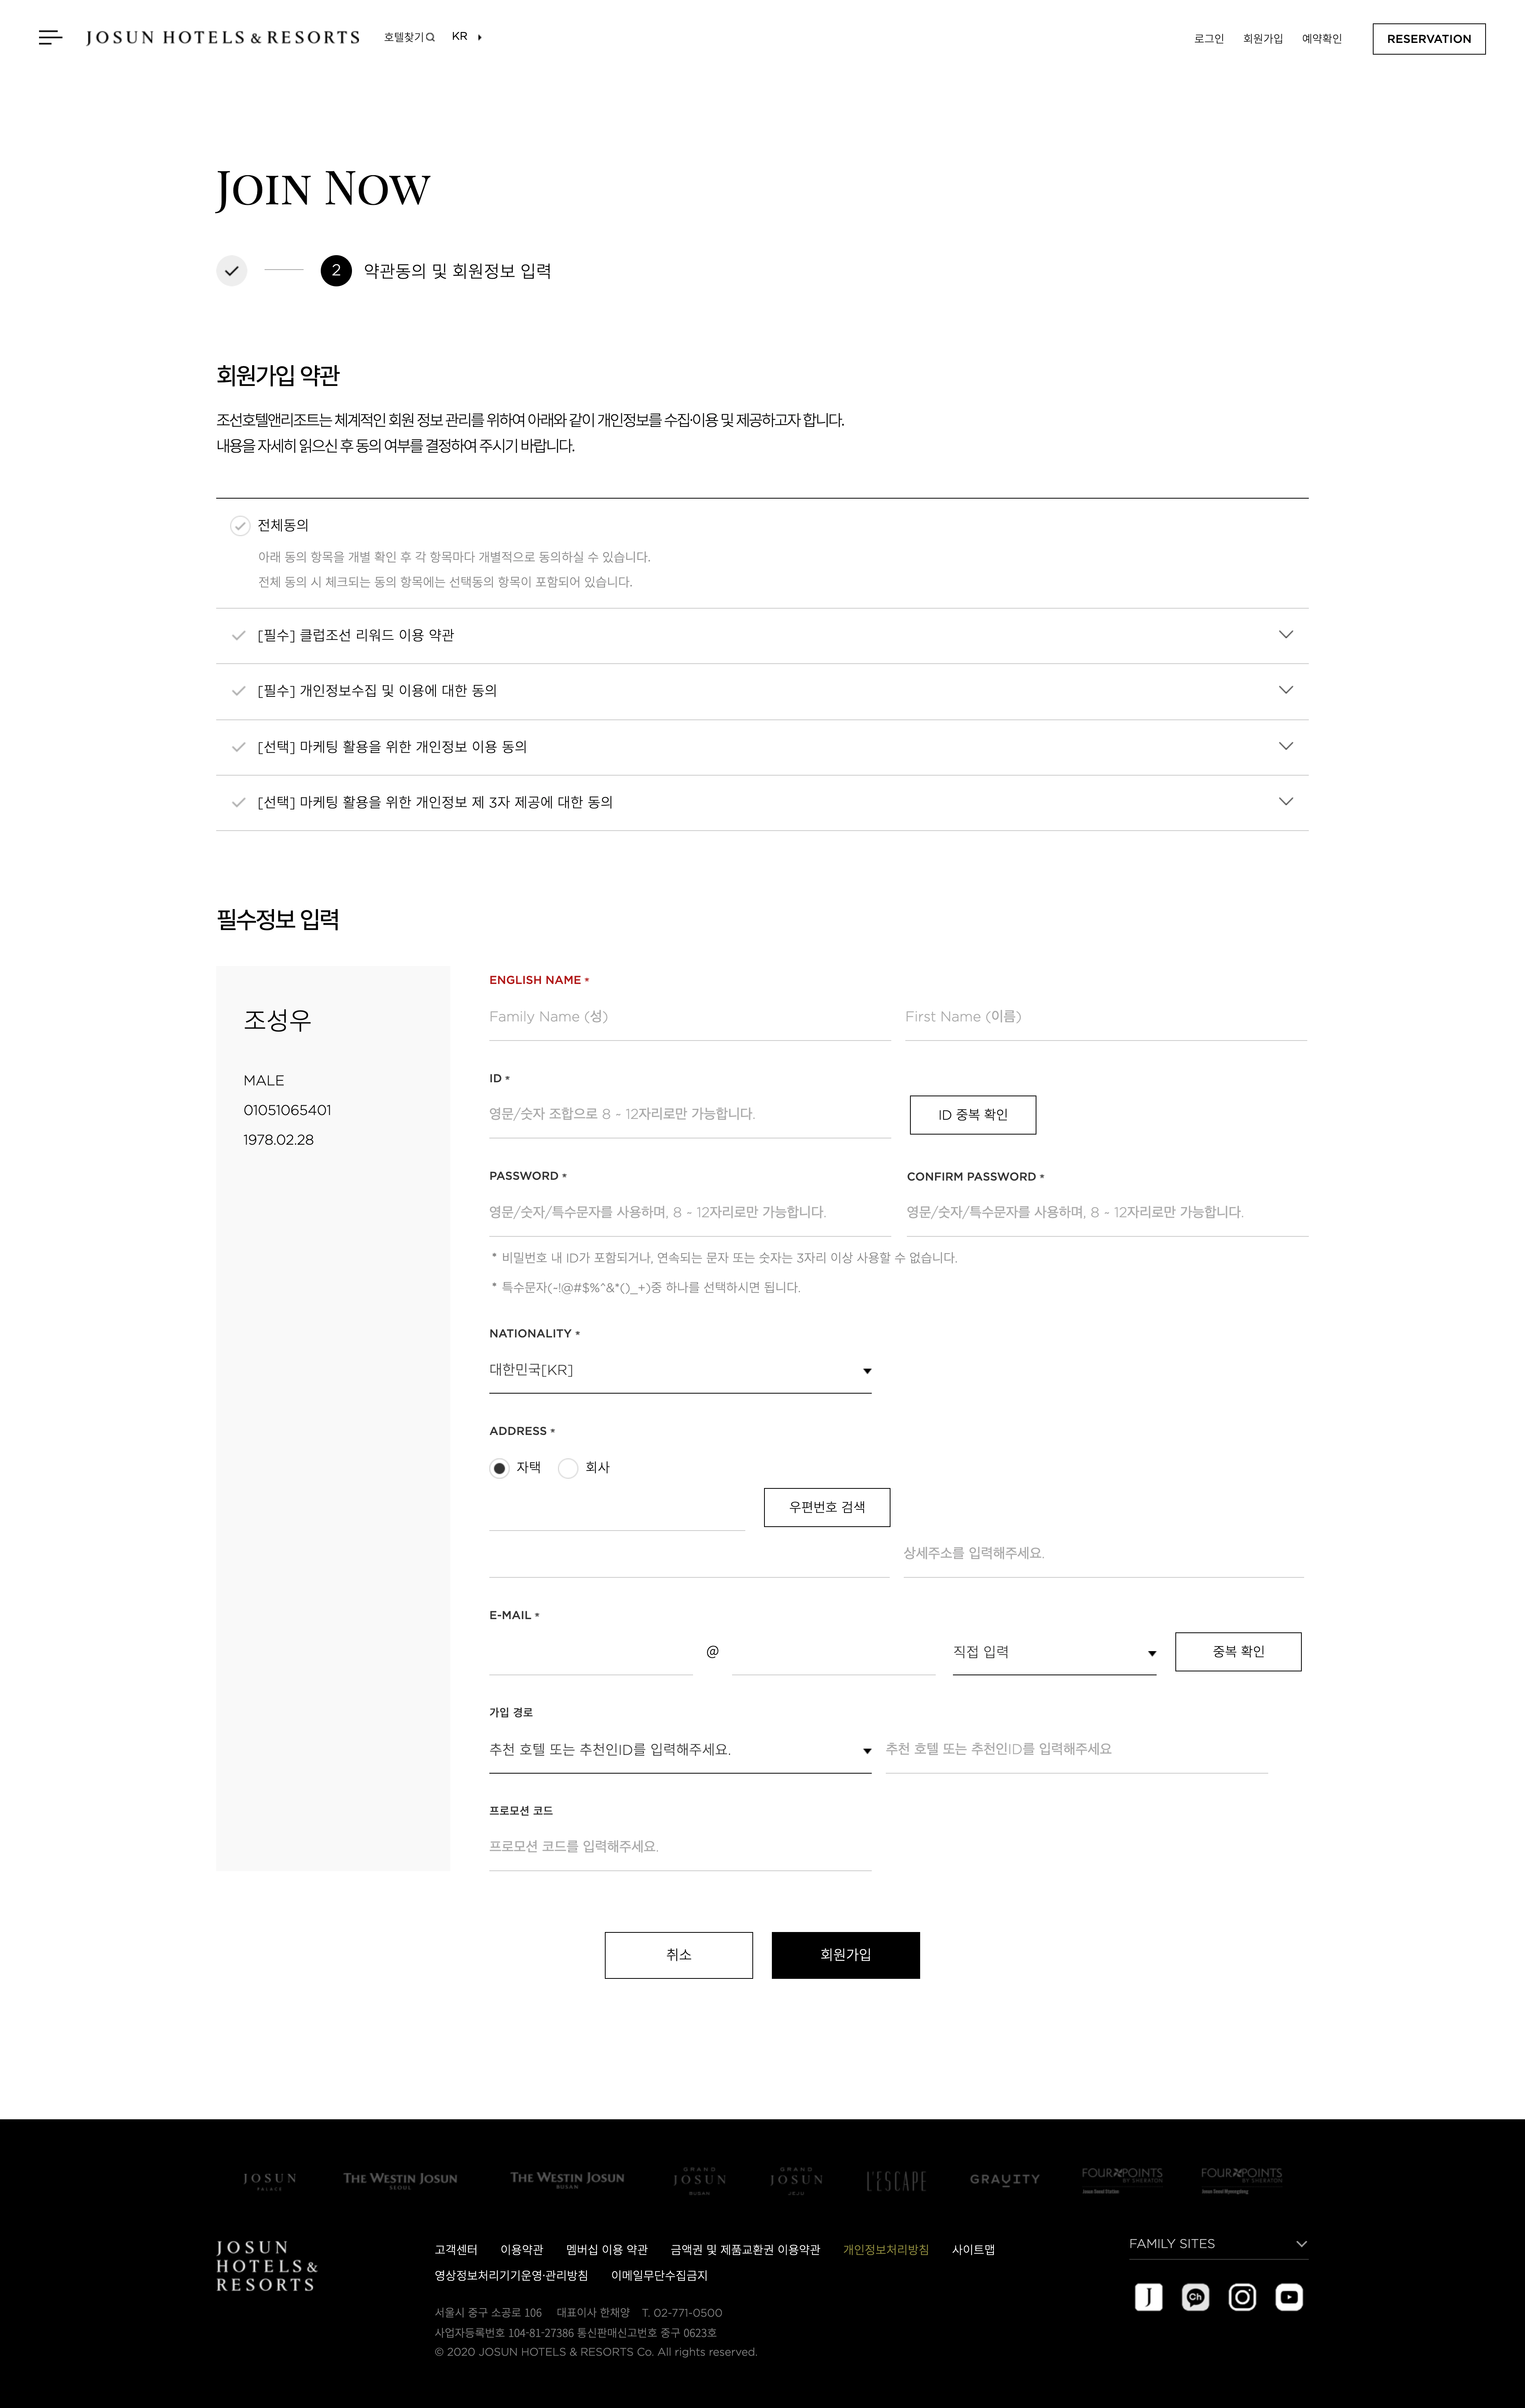 JOSUN HOTELS & RESORTS 호텔찾기 KR 로그인 회원가입 예약확인 RESERVATION
JOIN NOW
2 약관동의 및 회원정보 입력
회원가입 약관
조선호텔앤리조트는 체계적인 회원 정보 관리를 위하여 아래와 같이 개인정보를 수집·이용 및 제공하고자 합니다.
내용을 자세히 읽으신 후 동의 여부를 결정하여 주시기 바랍니다.
전체동의
아래 동의 항목을 개별 확인 후 각 항목마다 개별적으로 동의하실 수 있습니다.
전체 동의 시 체크되는 동의 항목에는 선택동의 항목이 포함되어 있습니다.
[필수] 클럽조선 리워드 이용 약관
[필수] 개인정보수집 및 이용에 대한 동의
[선택] 마케팅 활용을 위한 개인정보 이용 동의
[선택] 마케팅 활용을 위한 개인정보 제 3자 제공에 대한 동의
필수정보 입력
조성우
MALE
01051065401
1978.02.28
ENGLISH NAME *
Family Name (성) First Name (이름)
ID *
영문/숫자 조합으로 8 - 12자리로만 가능합니다. ID 중복 확인
PASSWORD * CONFIRM PASSWORD *
영문/숫자/특수문자를 사용하며, 8 - 12자리로만 가능합니다. 영문/숫자/특수문자를 사용하며, 8 - 12자리로만 가능합니다.
* 비밀번호 내 ID가 포함되거나, 연속되는 문자 또는 숫자는 3자리 이상 사용할 수 없습니다.
* 특수문자(~!@#$%^&*()_+)중 하나를 선택하시면 됩니다.
NATIONALITY *
대한민국[KR]
ADDRESS *
자택 회사
우편번호 검색
상세주소를 입력해주세요.
E-MAIL *
@ 직접 입력 중복 확인
가입 경로
추천 호텔 또는 추천인ID를 입력해주세요. 추천 호텔 또는 추천인ID를 입력해주세요
프로모션 코드
프로모션 코드를 입력해주세요.
취소 회원가입
JOSUN PALACE THE WESTIN JOSUN SEOUL THE WESTIN JOSUN BUSAN GRAND JOSUN BUSAN GRAND JOSUN JEJU L'ESCAPE GRAVITY FOUR POINTS BY SHERATON Josun Seoul Station FOUR POINTS BY SHERATON Josun Seoul Myeongdong
JOSUN
HOTELS &
RESORTS
고객센터 이용약관 멤버십 이용 약관 금액권 및 제품교환권 이용약관 개인정보처리방침 사이트맵
영상정보처리기기운영·관리방침 이메일무단수집금지
FAMILY SITES
J Ch
서울시 중구 소공로 106 대표이사 한채양 T. 02-771-0500
사업자등록번호 104-81-27386 통신판매신고번호 중구 0623호
© 2020 JOSUN HOTELS & RESORTS Co. All rights reserved.